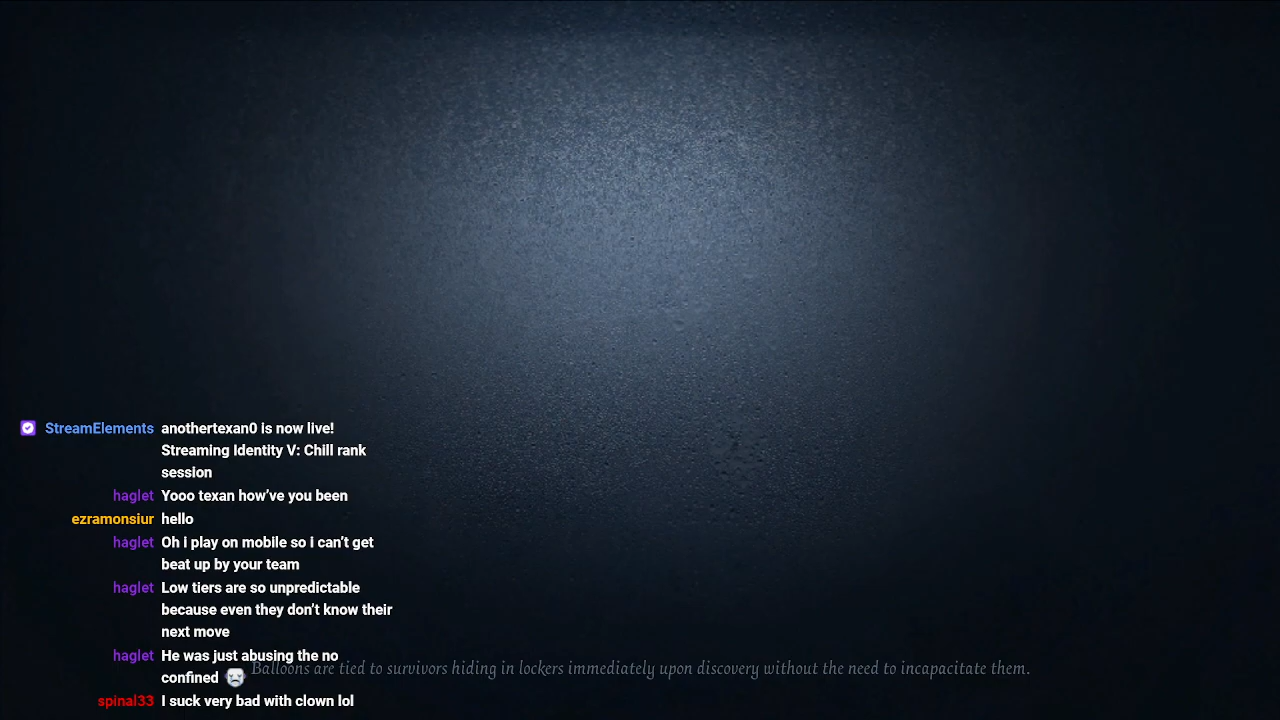 StreamElements anothertexan0 is now live!
Streaming Identity V: Chill rank
session
haglet Yooo texan how’ve you been
ezramonsiur hello
haglet Oh i play on mobile so i can’t get
beat up by your team
haglet Low tiers are so unpredictable
because even they don’t know their
next move
haglet He was just abusing the no
confined
Balloons are tied to survivors hiding in lockers immediately upon discovery without the need to incapacitate them.
spinal33 I suck very bad with clown lol